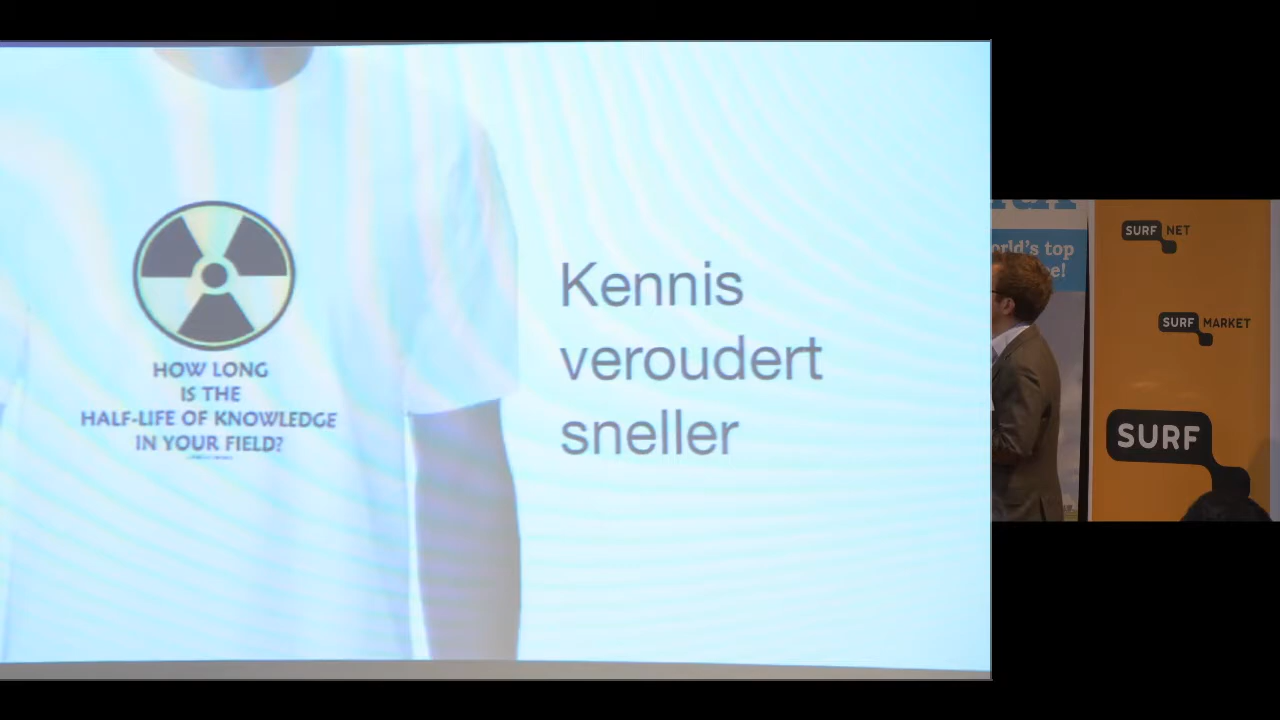 HOW LONG
IS THE
HALF-LIFE OF KNOWLEDGE
IN YOUR FIELD?
Kennis
veroudert
sneller
orld's top
e!
SURF NET
SURF MARKET
SURF